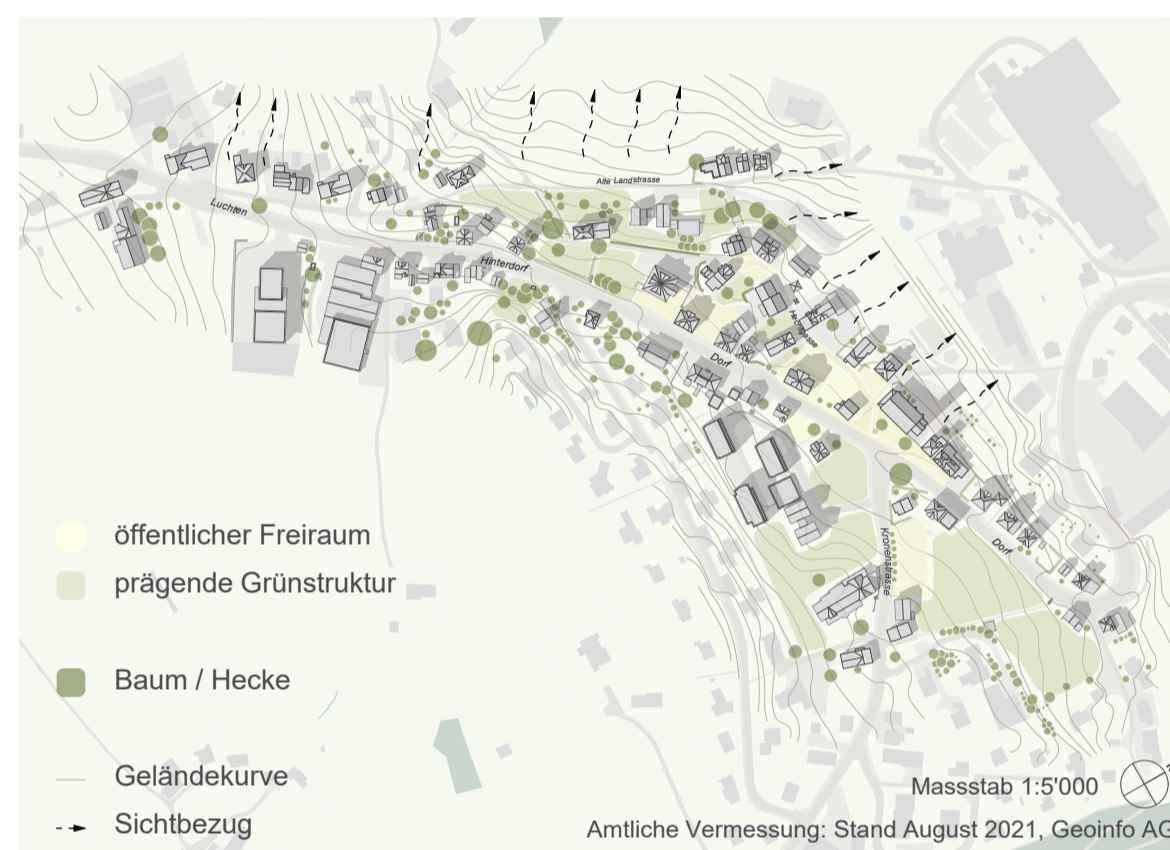 Alte Landstrasse
Luchten
Hinterdorf
Dorf
Kronenstrasse
Dorf
öffentlicher Freiraum
prägende Grünstruktur
Baum / Hecke
Geländekurve
Sichtbezug
Massstab 1:5'000
Amtliche Vermessung: Stand August 2021, Geoinfo AG